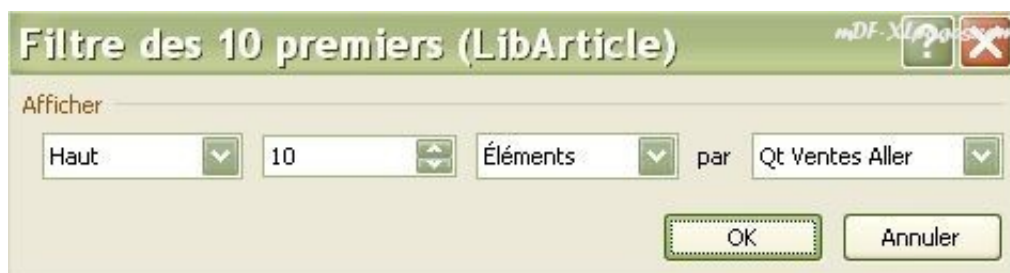 Filtre des 10 premiers (LibArticle)
Afficher
Haut 10 Éléments par Qt Ventes Aller
OK Annuler